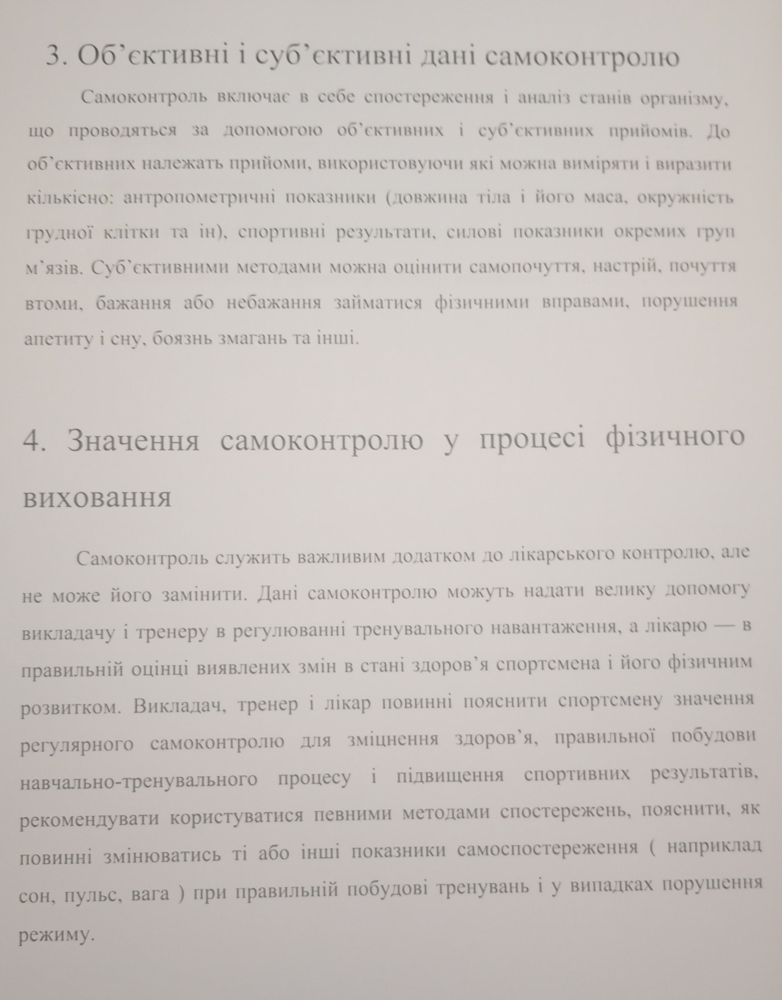 3. Об’єктивні і суб’єктивні дані самоконтролю
Самоконтроль включає в себе спостереження і аналіз станів організму,
що проводяться за допомогою об’єктивних і суб’єктивних прийомів. До
об’єктивних належать прийоми, використовуючи які можна виміряти і виразити
кількісно: антропометричні показники (довжина тіла і його маса, окружність
грудної клітки та ін), спортивні результати, силові показники окремих груп
м’язів. Суб’єктивними методами можна оцінити самопочуття, настрій, почуття
втоми, бажання або небажання займатися фізичними вправами, порушення
апетиту і сну, боязнь змагань та інші.
4. Значення самоконтролю у процесі фізичного
виховання
Самоконтроль служить важливим додатком до лікарського контролю, але
не може його замінити. Дані самоконтролю можуть надати велику допомогу
викладачу і тренеру в регулюванні тренувального навантаження, а лікарю — в
правильній оцінці виявлених змін в стані здоров’я спортсмена і його фізичним
розвитком. Викладач, тренер і лікар повинні пояснити спортсмену значення
регулярного самоконтролю для зміцнення здоров’я, правильної побудови
навчально-тренувального процесу і підвищення спортивних результатів,
рекомендувати користуватися певними методами спостережень, пояснити, як
повинні змінюватись ті або інші показники самоспостереження ( наприклад
сон, пульс, вага ) при правильній побудові тренувань і у випадках порушення
режиму.